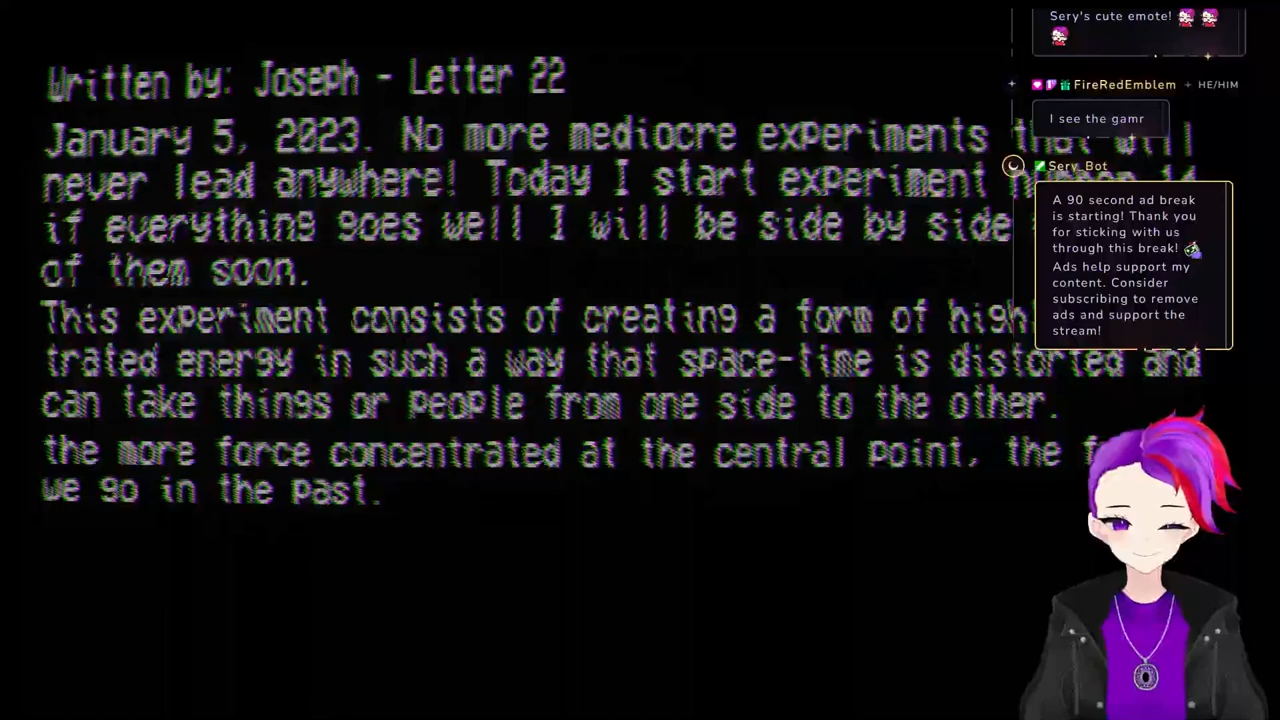 Written by: Joseph - Letter 22
January 5, 2023. No more mediocre experiments that will
never lead anywhere! Today I start experiment
if everything goes well I will be side by side
of them soon.
This experiment consists of creating a form of
trated energy in such a way that space-time is distorted and
can take things or people from one side to the other.
the more force concentrated at the central point, the
we go in the past.
Sery's cute emote!
FireRedEmblem + HE/HIM
I see the gamr
Sery_Bot
A 90 second ad break
is starting! Thank you
for sticking with us
through this break!
Ads help support my
content. Consider
subscribing to remove
ads and support the
stream!